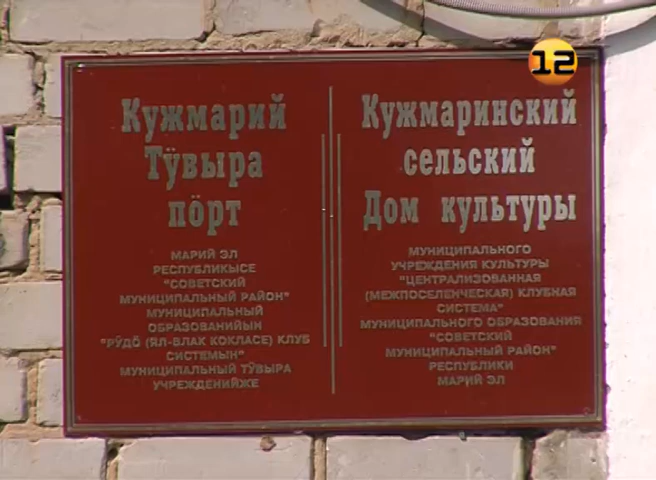 12
Кужмарий
Тӱвыра
пӧрт
МАРИЙ ЭЛ
РЕСПУБЛИКЫСЕ
"СОВЕТСКИЙ
МУНИЦИПАЛЬНЫЙ РАЙОН"
МУНИЦИПАЛЬНЫЙ
ОБРАЗОВАНИЙЫН
"РӰДӦ (ЯЛ-ВЛАК КОКЛАСЕ) КЛУБ
СИСТЕМЫН"
МУНИЦИПАЛЬНЫЙ ТӰВЫРА
УЧРЕЖДЕНИЙЖЕ
Кужмаринский
сельский
Дом культуры
МУНИЦИПАЛЬНОГО
УЧРЕЖДЕНИЯ КУЛЬТУРЫ
"ЦЕНТРАЛИЗОВАННАЯ
(МЕЖПОСЕЛЕНЧЕСКАЯ) КЛУБНАЯ
СИСТЕМА"
МУНИЦИПАЛЬНОГО ОБРАЗОВАНИЯ
"СОВЕТСКИЙ
МУНИЦИПАЛЬНЫЙ РАЙОН"
РЕСПУБЛИКИ
МАРИЙ ЭЛ